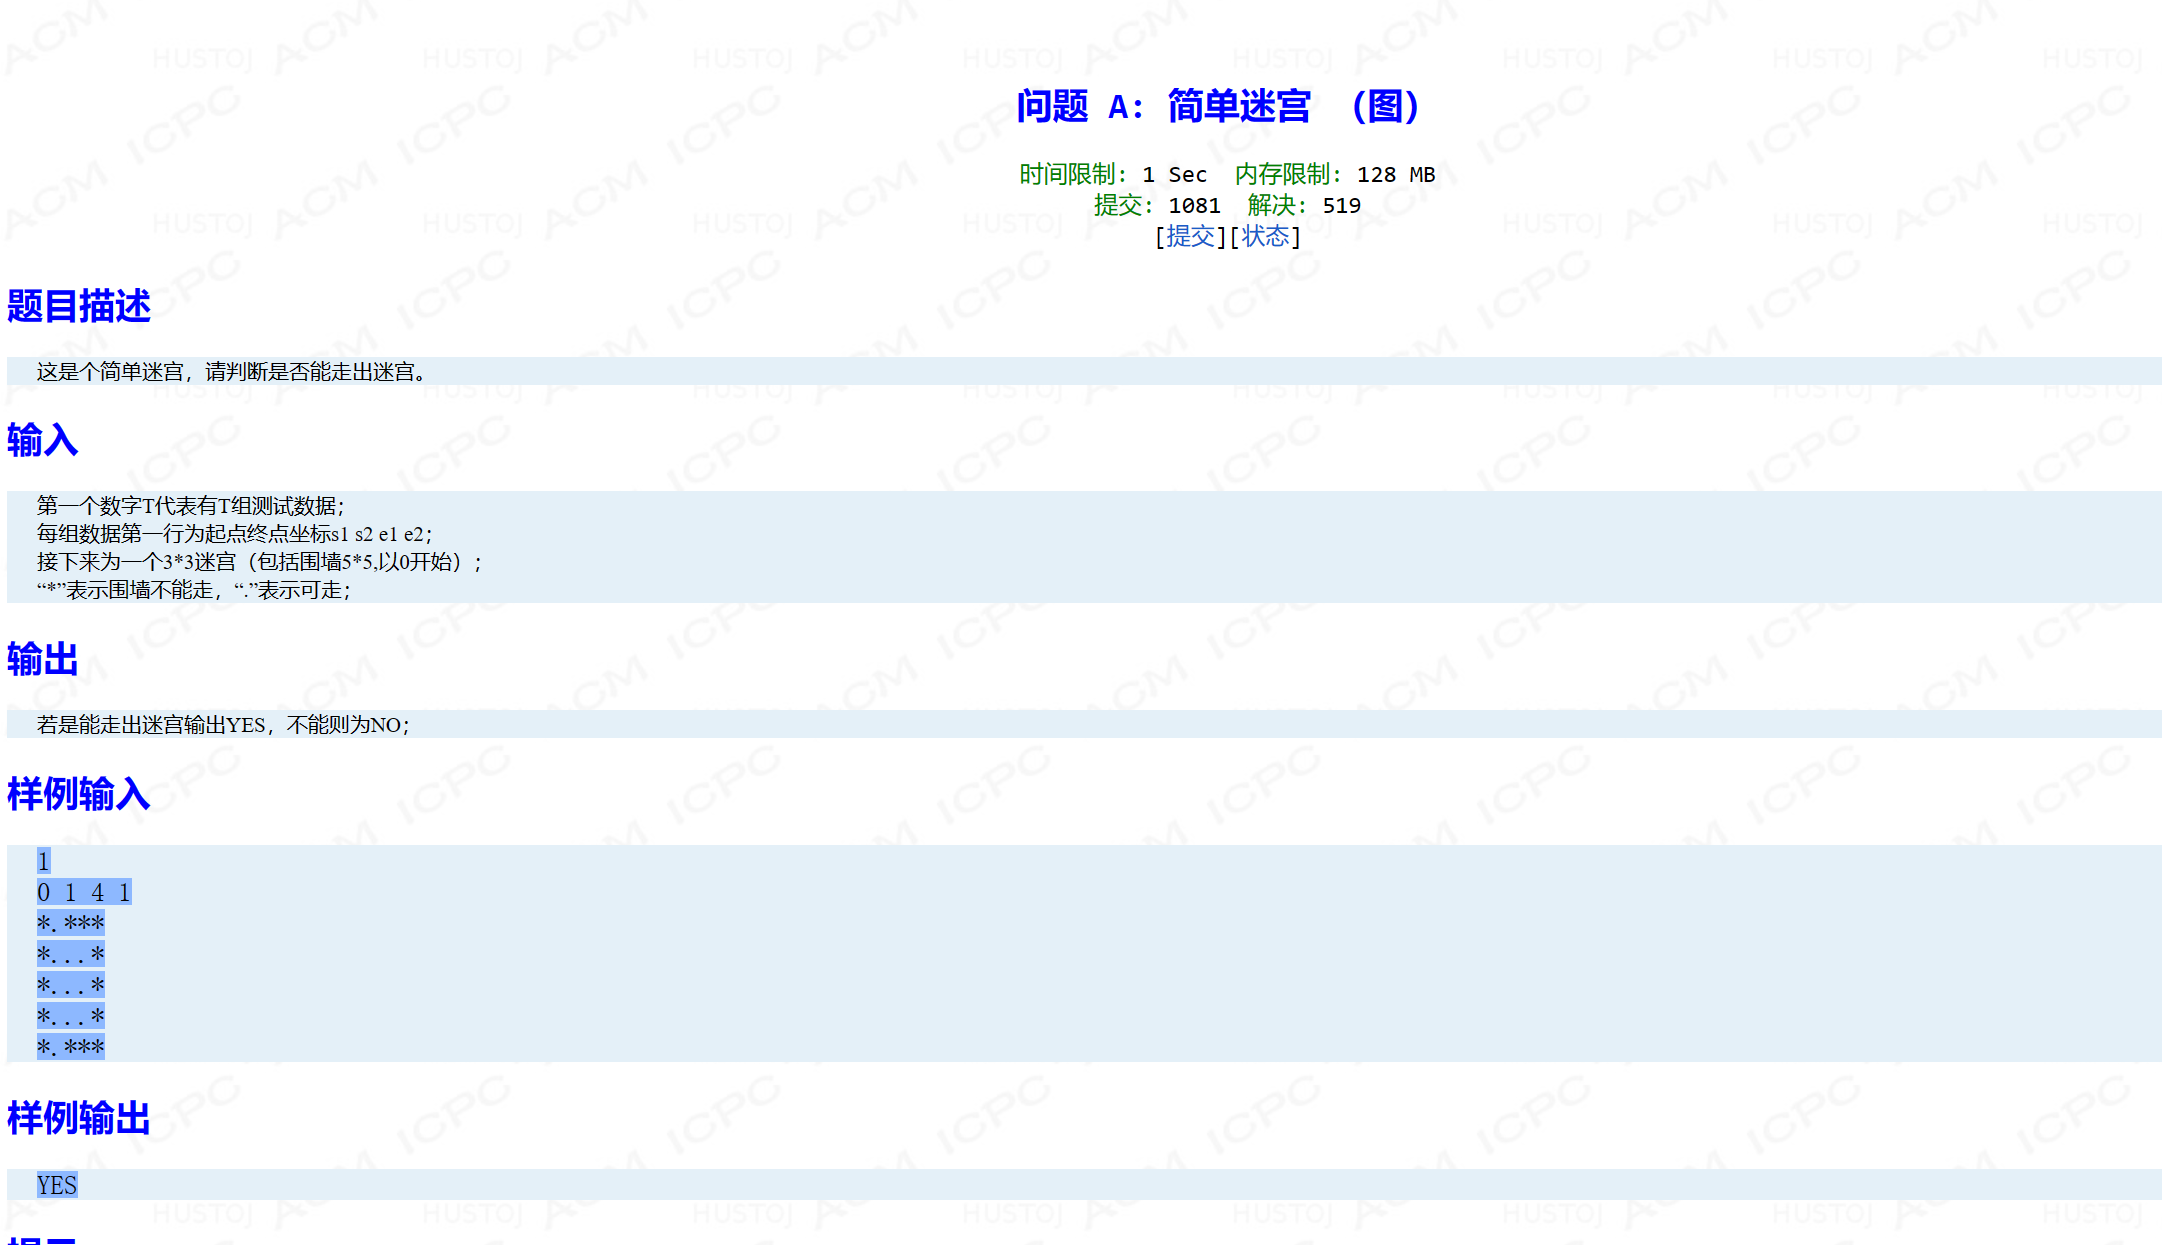 问题 A: 简单迷宫 （图）
时间限制: 1 Sec 内存限制: 128 MB
提交: 1081 解决: 519
[提交][状态]
题目描述
这是个简单迷宫，请判断是否能走出迷宫。
输入
第一个数字T代表有T组测试数据；
每组数据第一行为起点终点坐标s1 s2 e1 e2；
接下来为一个3*3迷宫（包括围墙5*5,以0开始）；
“*”表示围墙不能走，“.”表示可走；
输出
若是能走出迷宫输出YES，不能则为NO；
样例输入
1
0 1 4 1
*.***
*...*
*...*
*...*
*.***
样例输出
YES